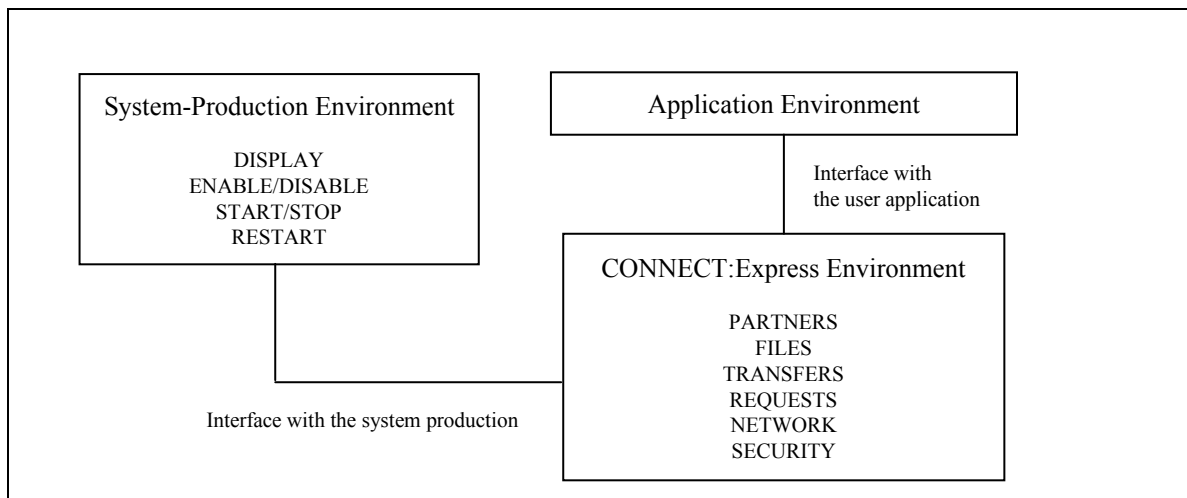 System-Production Environment
DISPLAY
ENABLE/DISABLE
START/STOP
RESTART
Application Environment
Interface with
the user application
CONNECT:Express Environment
PARTNERS
FILES
TRANSFERS
REQUESTS
NETWORK
SECURITY
Interface with the system production